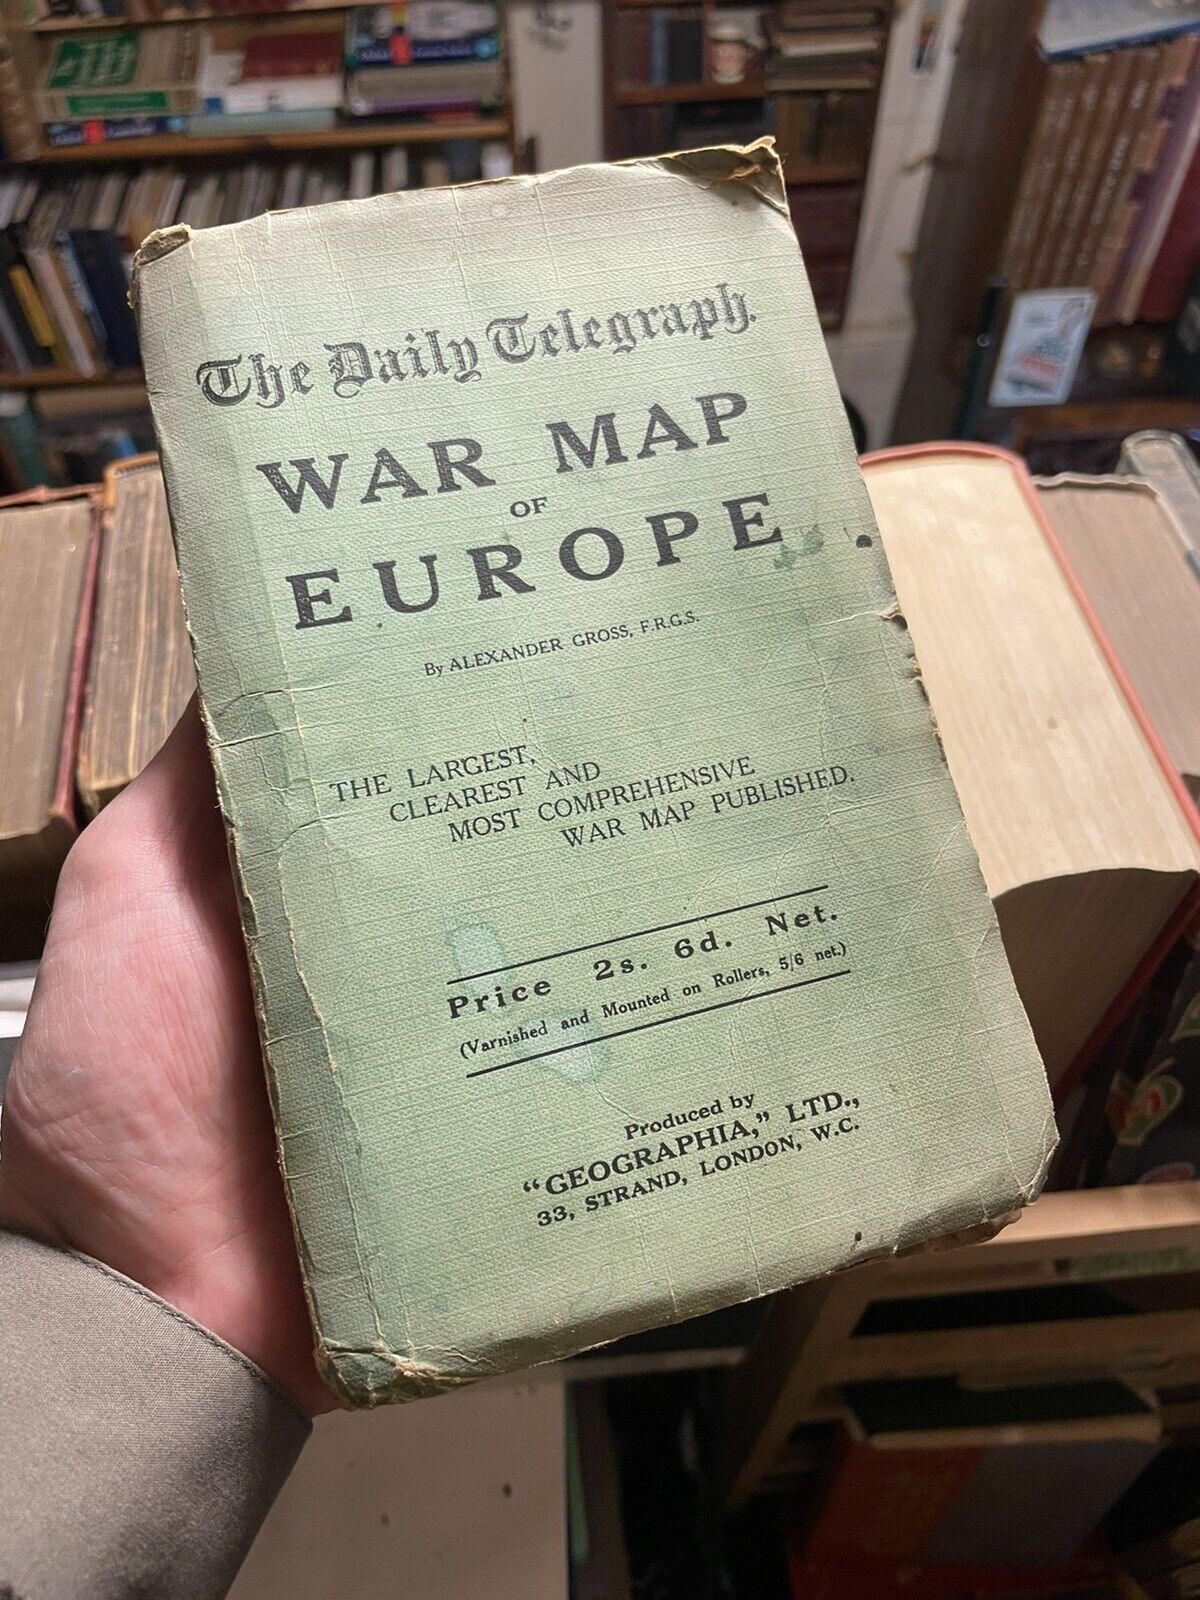 The Daily Telegraph.
WAR MAP
OF
EUROPE.
By ALEXANDER GROSS, F.R.G.S.
THE LARGEST,
CLEAREST AND
MOST COMPREHENSIVE
WAR MAP PUBLISHED.
Price 2s. 6d. Net.
(Varnished and Mounted on Rollers, 5/6 net.)
Produced by
“GEOGRAPHIA,” LTD.,
33, STRAND, LONDON, W.C.